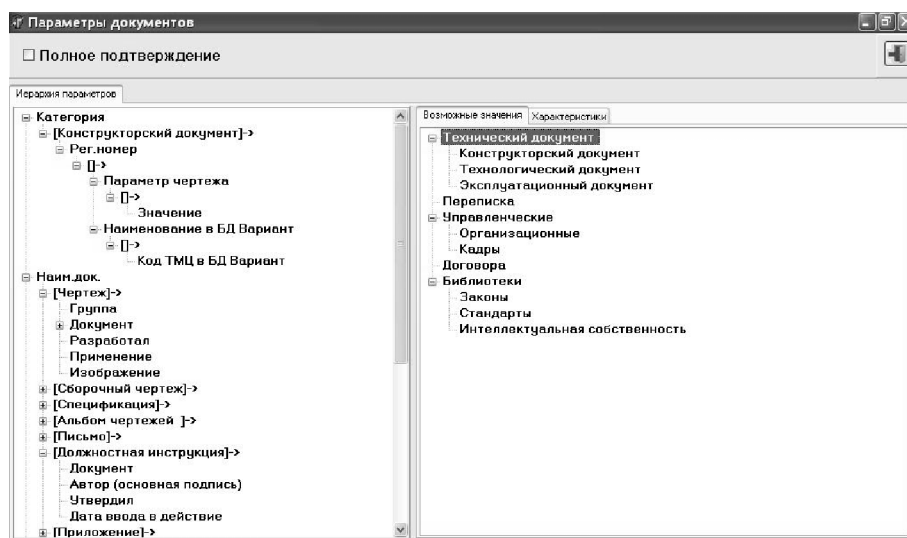 Параметры документов
Полное подтверждение
Иерархия параметров
Категория
[Конструкторский документ]->
Рег.номер
[]->
Параметр чертежа
[]->
Значение
Наименование в БД Вариант
[]->
Код ТМЦ в БД Вариант
Наим.док.
[Чертеж]->
Группа
Документ
Разработал
Применение
Изображение
[Сборочный чертеж]->
[Спецификация]->
[Альбом чертежей ]->
[Письмо]->
[Должностная инструкция]->
Документ
Автор (основная подпись)
Утвердил
Дата ввода в действие
[Приложение]->
Возможные значения Характеристики
Технический документ
Конструкторский документ
Технологический документ
Эксплуатационный документ
Переписка
Управленческие
Организационные
Кадры
Договора
Библиотеки
Законы
Стандарты
Интеллектуальная собственность